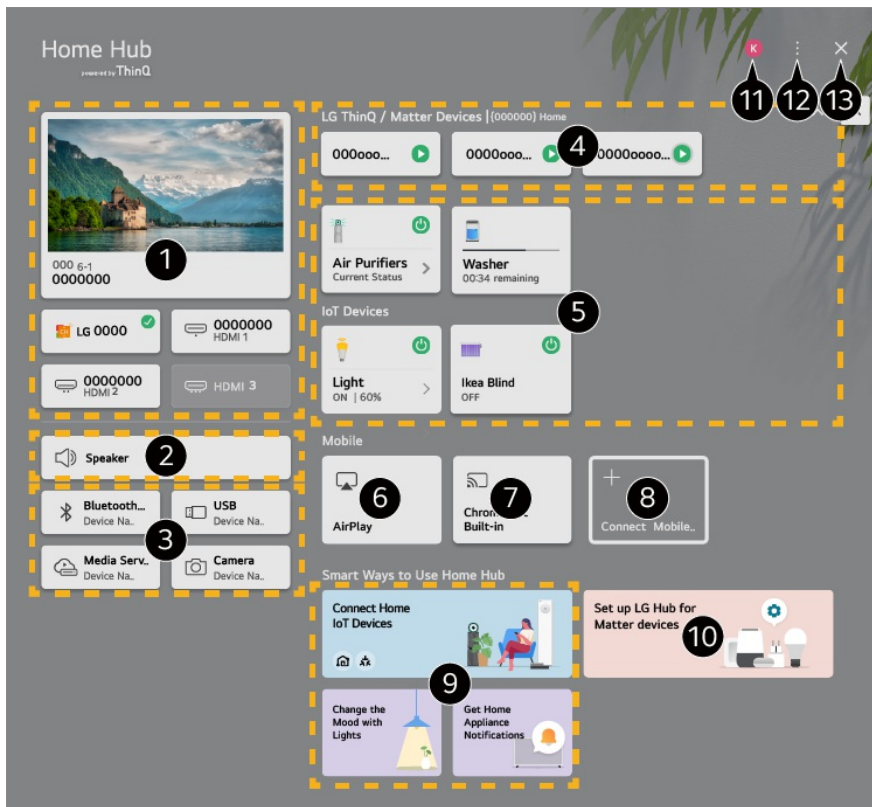 Home Hub
powered by ThinQ
K
11
12
13
LG ThinQ / Matter Devices | (000000) Home
000ooo...
0000ooo...
0000oooo...
4
1
000 6-1
0000000
LG 0000
0000000
HDMI 1
0000000
HDMI 2
HDMI 3
Speaker
2
Bluetooth...
Device Na..
USB
Device Na..
3
Media Serv..
Device Na..
Camera
Device Na..
Air Purifiers
Current Status
Washer
00:34 remaining
5
IoT Devices
Light
ON | 60%
Ikea Blind
OFF
Mobile
6
AirPlay
7
Built-in
8
Connect Mobile..
Smart Ways to Use Home Hub
Connect Home
IoT Devices
Set up LG Hub for
Matter devices
10
9
Change the
Mood with
Lights
Get Home
Appliance
Notifications